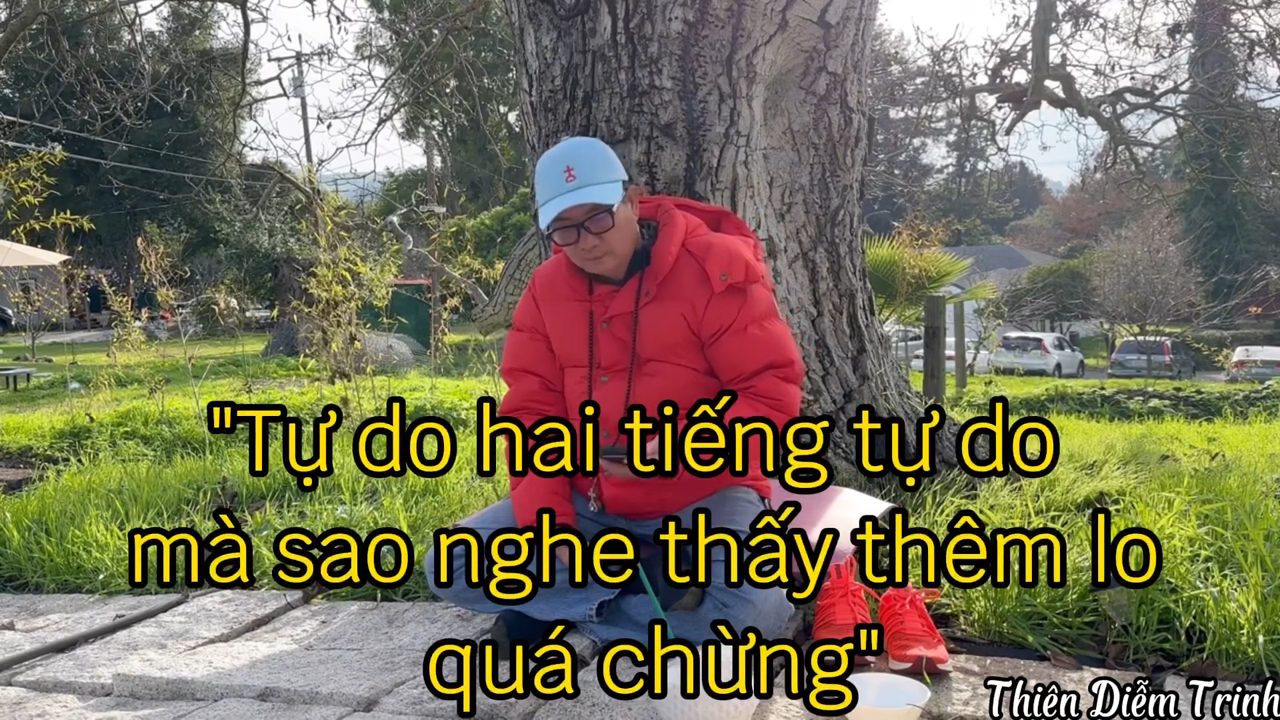 "Tự do hai tiếng tự do
mà sao nghe thấy thêm lo
quá chừng"
Thiên Diễm Trinh